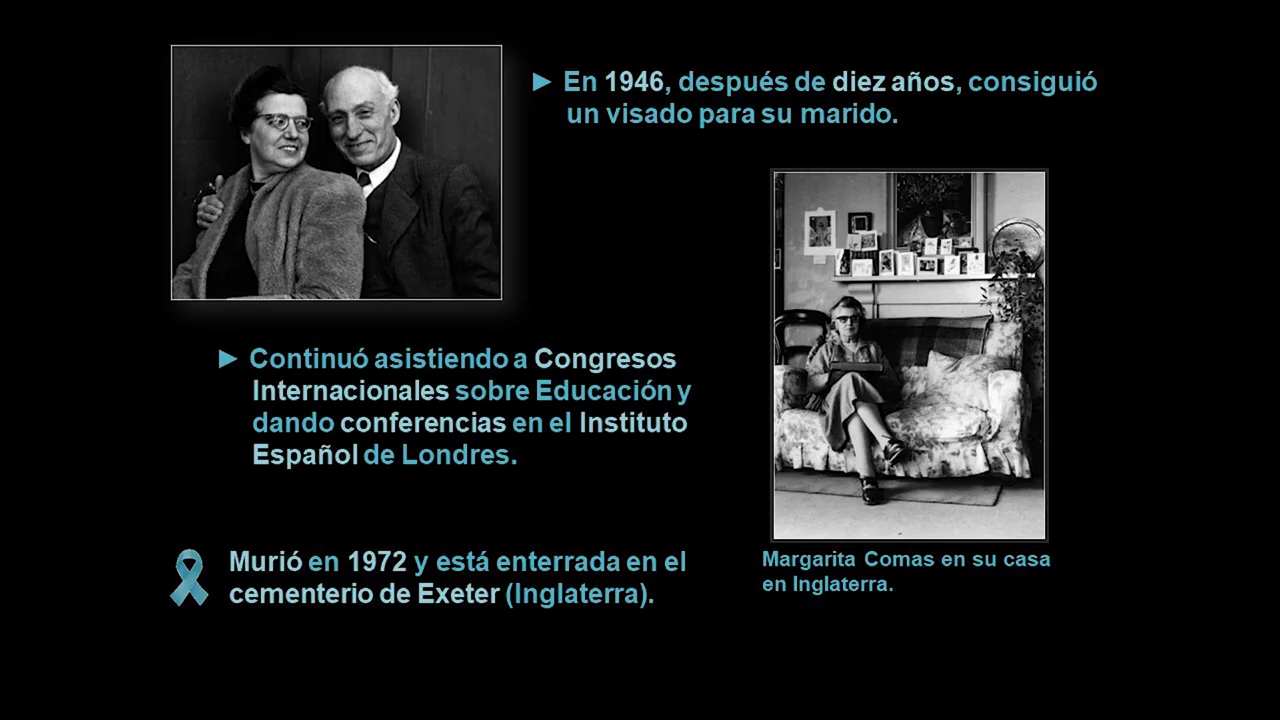 ► En 1946, después de diez años, consiguió
un visado para su marido.
► Continuó asistiendo a Congresos
Internacionales sobre Educación y
dando conferencias en el Instituto
Español de Londres.
Murió en 1972 y está enterrada en el
cementerio de Exeter (Inglaterra).
Margarita Comas en su casa
en Inglaterra.